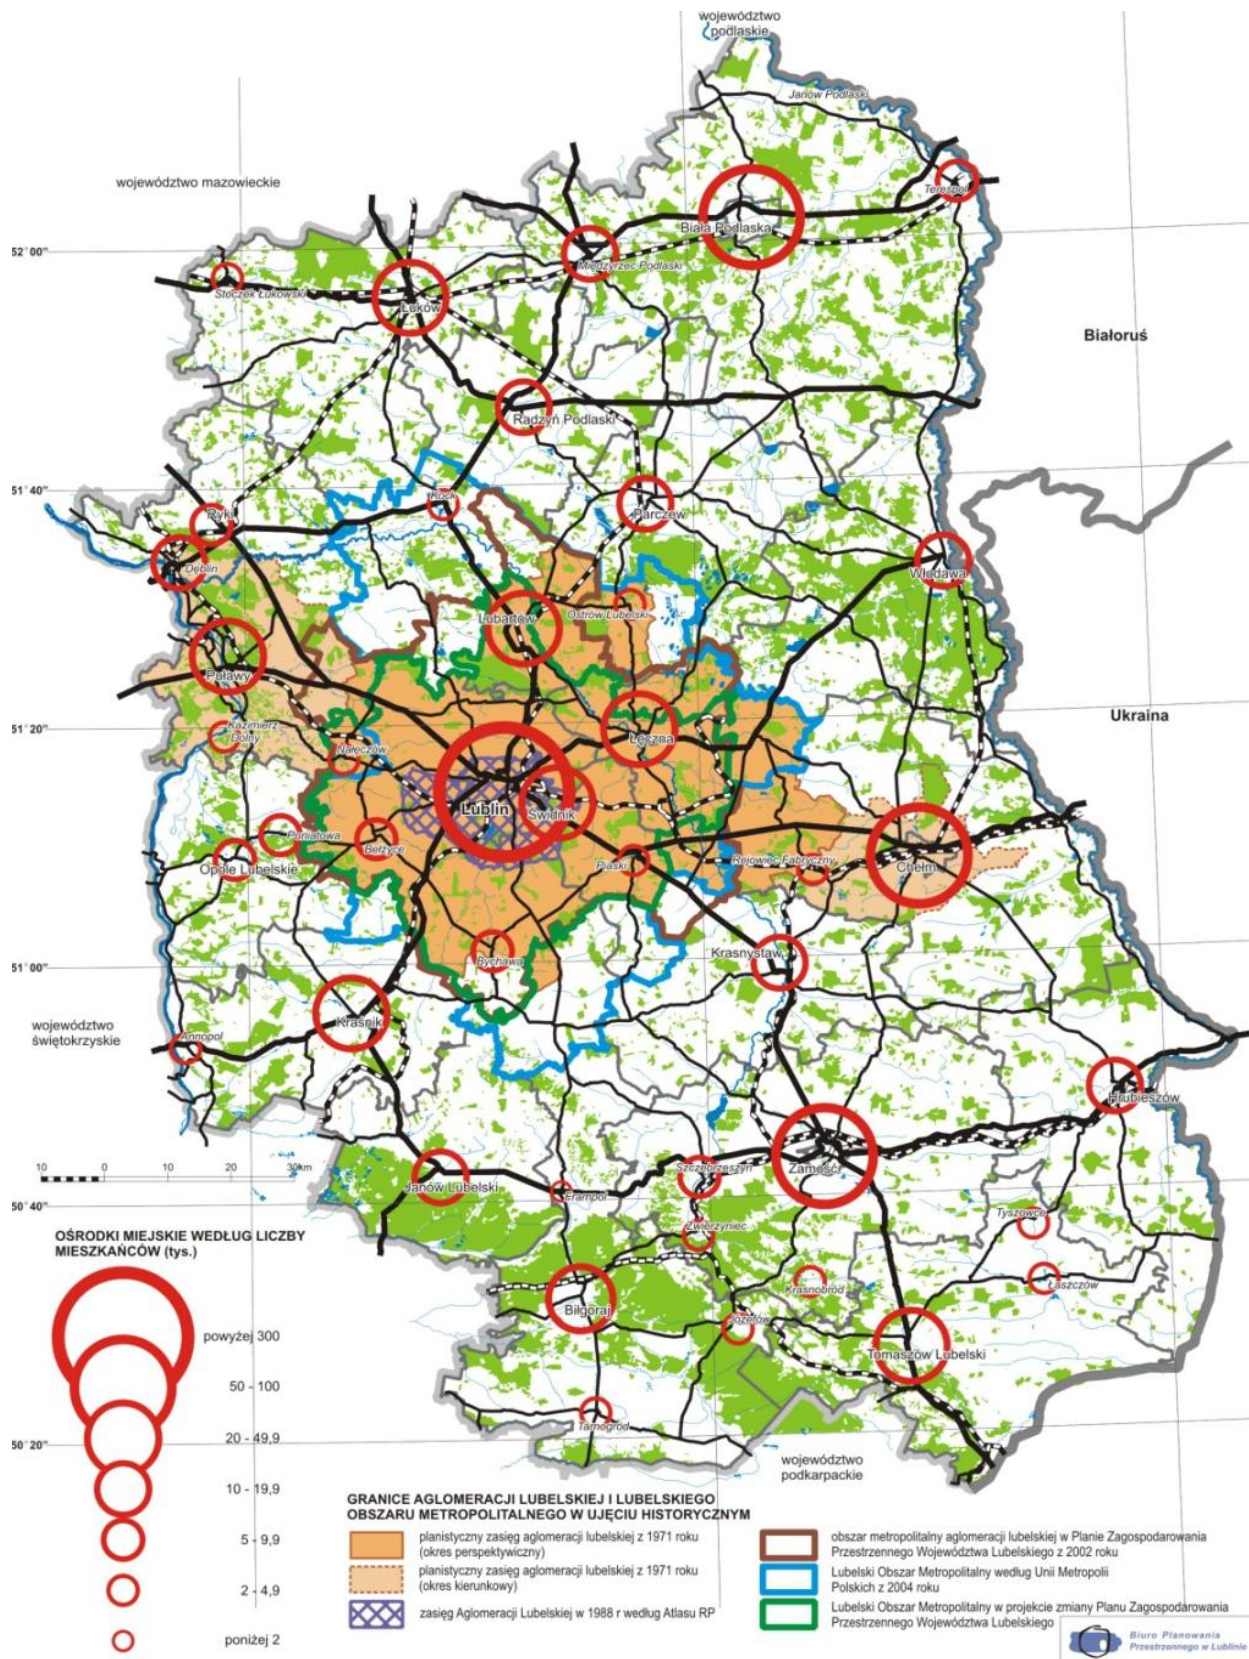 województwo
podlaskie
Janów Podlaski
województwo mazowieckie
Terespol
Biała Podlaska
52°00"
Międzyrzec Podlaski
Stoczek Łukowski
Łuków
Białoruś
Radzyń Podlaski
51°40"
Kock
Ryki
Parczew
Dęblin
Włodawa
Lubartów
Ostrów Lubelski
Puławy
Ukraina
51°20"
Kazimierz
Dolny
Łęczna
Nałęczów
Lublin
Świdnik
Poniatowa
Bełżyce
Piaski
Rejowiec Fabryczny
Opole Lubelskie
Chełm
Krasnystaw
51°00"
Bychawa
województwo
świętokrzyskie
Kraśnik
Annopol
Hrubieszów
10 0 10 20 30km
Szczebrzeszyn
Zamość
Janów Lubelski
Frampol
50°40"
Zwierzyniec
Tyszowce
OŚRODKI MIEJSKIE WEDŁUG LICZBY
MIESZKAŃCÓW (tys.)
Krasnobród
Łaszczów
Biłgoraj
Józefów
powyżej 300
Tomaszów Lubelski
50 - 100
Tarnogród
20 - 49,9
50°20"
województwo
podkarpackie
10 - 19,9
5 - 9,9
2 - 4,9
poniżej 2
GRANICE AGLOMERACJI LUBELSKIEJ I LUBELSKIEGO
OBSZARU METROPOLITALNEGO W UJĘCIU HISTORYCZNYM
planistyczny zasięg aglomeracji lubelskiej z 1971 roku
(okres perspektywiczny)
planistyczny zasięg aglomeracji lubelskiej z 1971 roku
(okres kierunkowy)
zasięg Aglomeracji Lubelskiej w 1988 r według Atlasu RP
obszar metropolitalny aglomeracji lubelskiej w Planie Zagospodarowania
Przestrzennego Województwa Lubelskiego z 2002 roku
Lubelski Obszar Metropolitalny według Unii Metropolii
Polskich z 2004 roku
Lubelski Obszar Metropolitalny w projekcie zmiany Planu Zagospodarowania
Przestrzennego Województwa Lubelskiego
Biuro Planowania
Przestrzennego w Lublinie